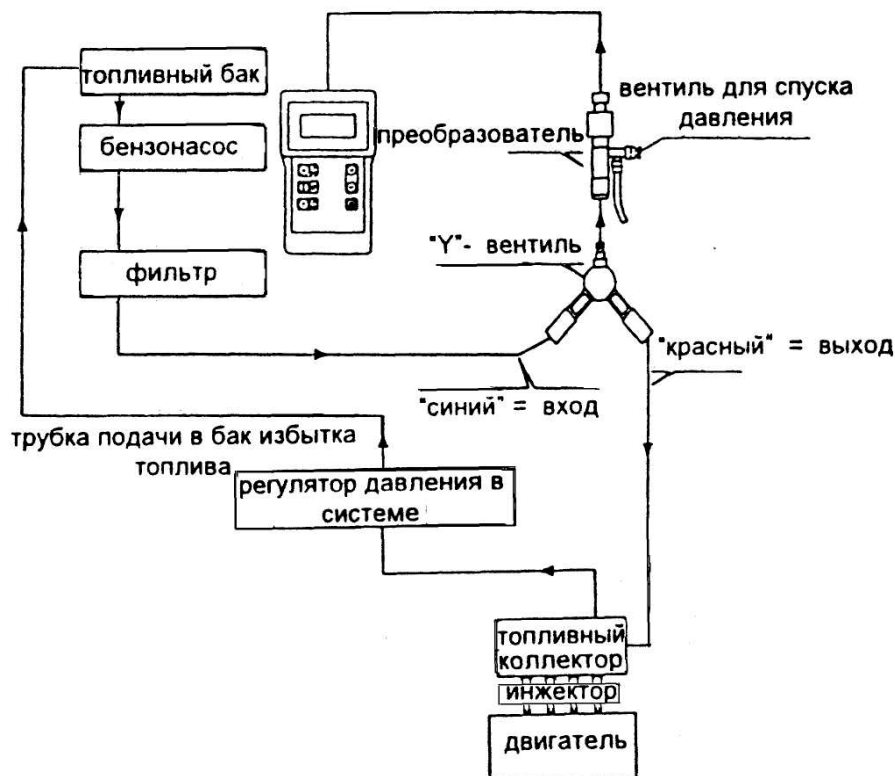 топливный бак
бензонасос
фильтр
преобразователь
вентиль для спуска
давления
"Y"- вентиль
"красный" = выход
"синий" = вход
трубка подачи в бак избытка
топлива
регулятор давления в
системе
топливный
коллектор
инжектор
двигатель